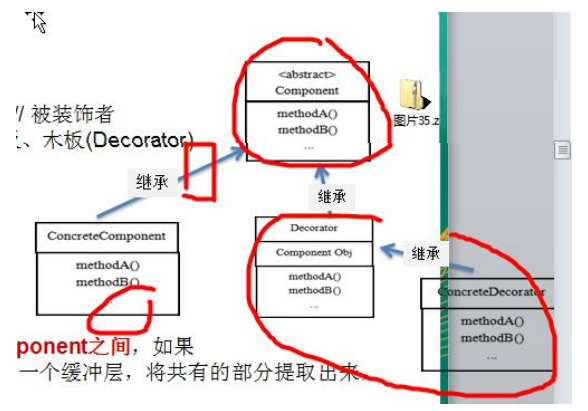 <abstract>
Component
methodA()
methodB()
...
图片35.z
// 被装饰者
、木板(Decorator)
继承
继承
ConcreteComponent
methodA()
methodB()
Decorator
Component Obj
methodA()
methodB()
...
继承
ConcreteDecorator
methodA()
methodB()
...
ponent之间，如果
一个缓冲层，将共有的部分提取出来